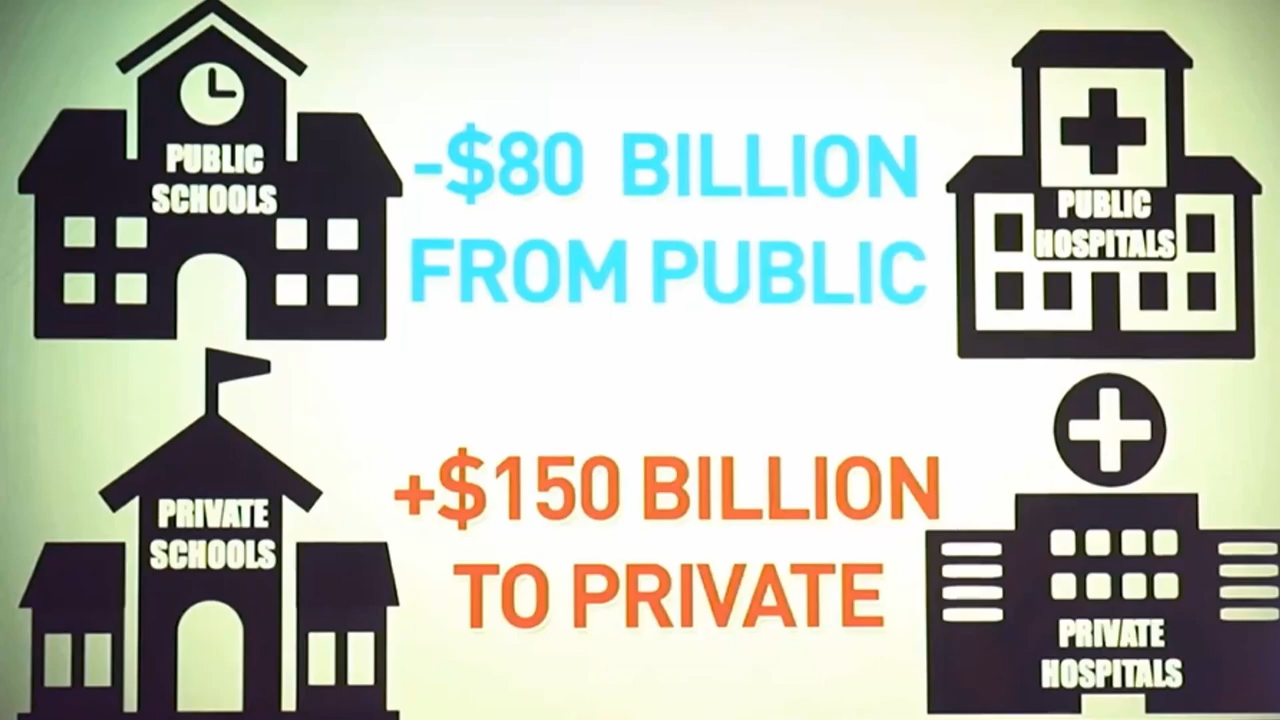 PUBLIC
SCHOOLS
-$80 BILLION
FROM PUBLIC
PUBLIC
HOSPITALS
PRIVATE
SCHOOLS
+$150 BILLION
TO PRIVATE
PRIVATE
HOSPITALS